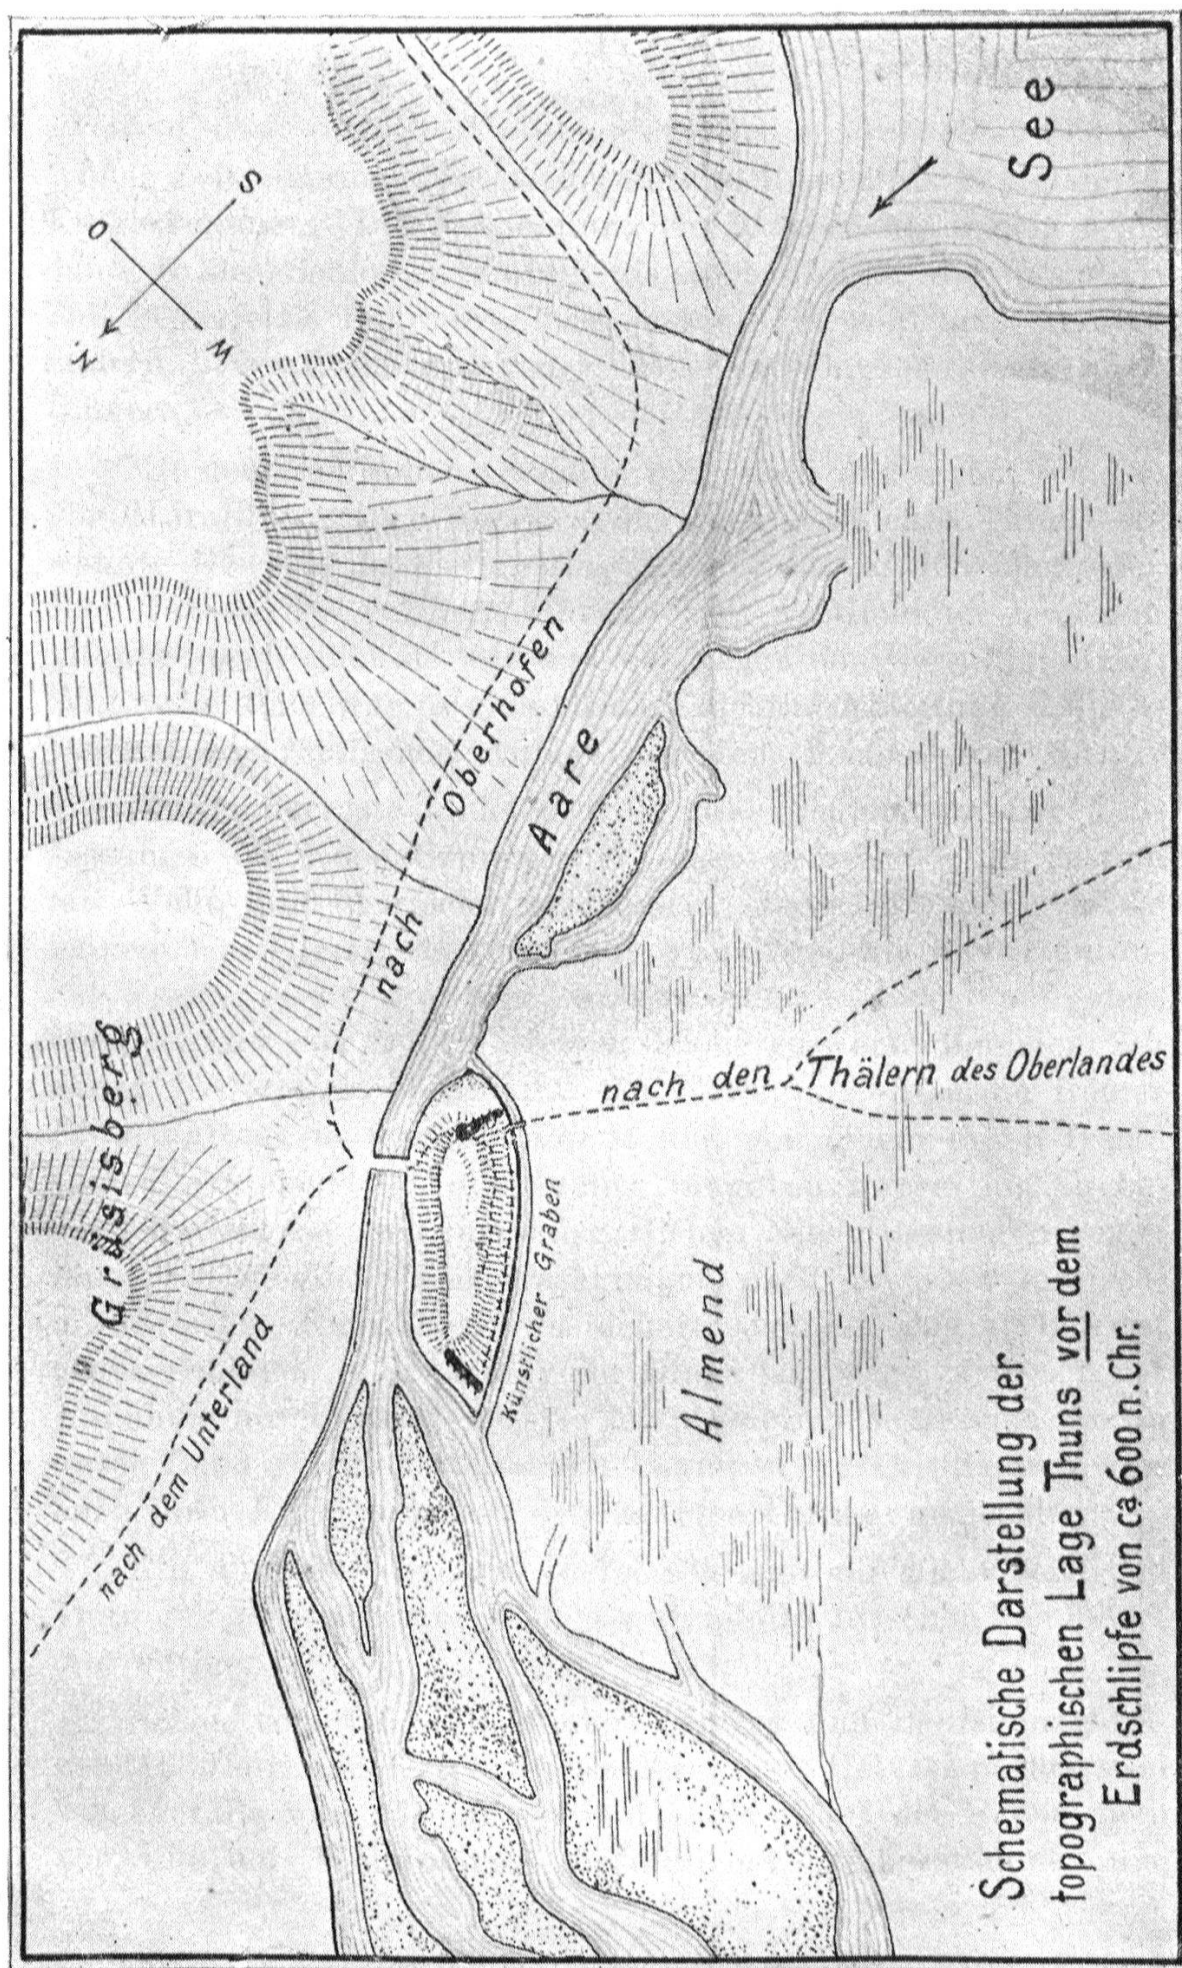 S
O
N.
W
See
nach Oberhofen
Aare
Grüsisberg
nach den Thälern des Oberlandes
nach dem Unterland
Künstlicher Graben
Almend
Schematische Darstellung der
topographischen Lage Thuns vor dem
Erdschlipfe von ca 600 n. Chr.